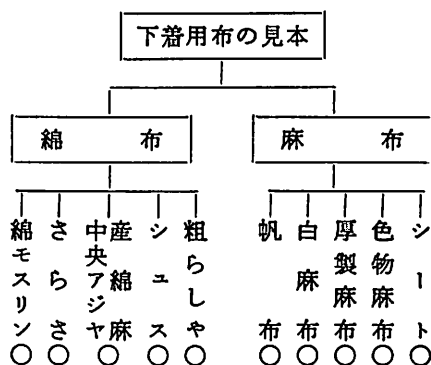 下着用布の見本
綿布
麻布
綿モスリン
さらさ
中央アジヤ
産綿麻
シュス
粗らしや
帆布
白麻布
厚製麻布
色物麻布
シート